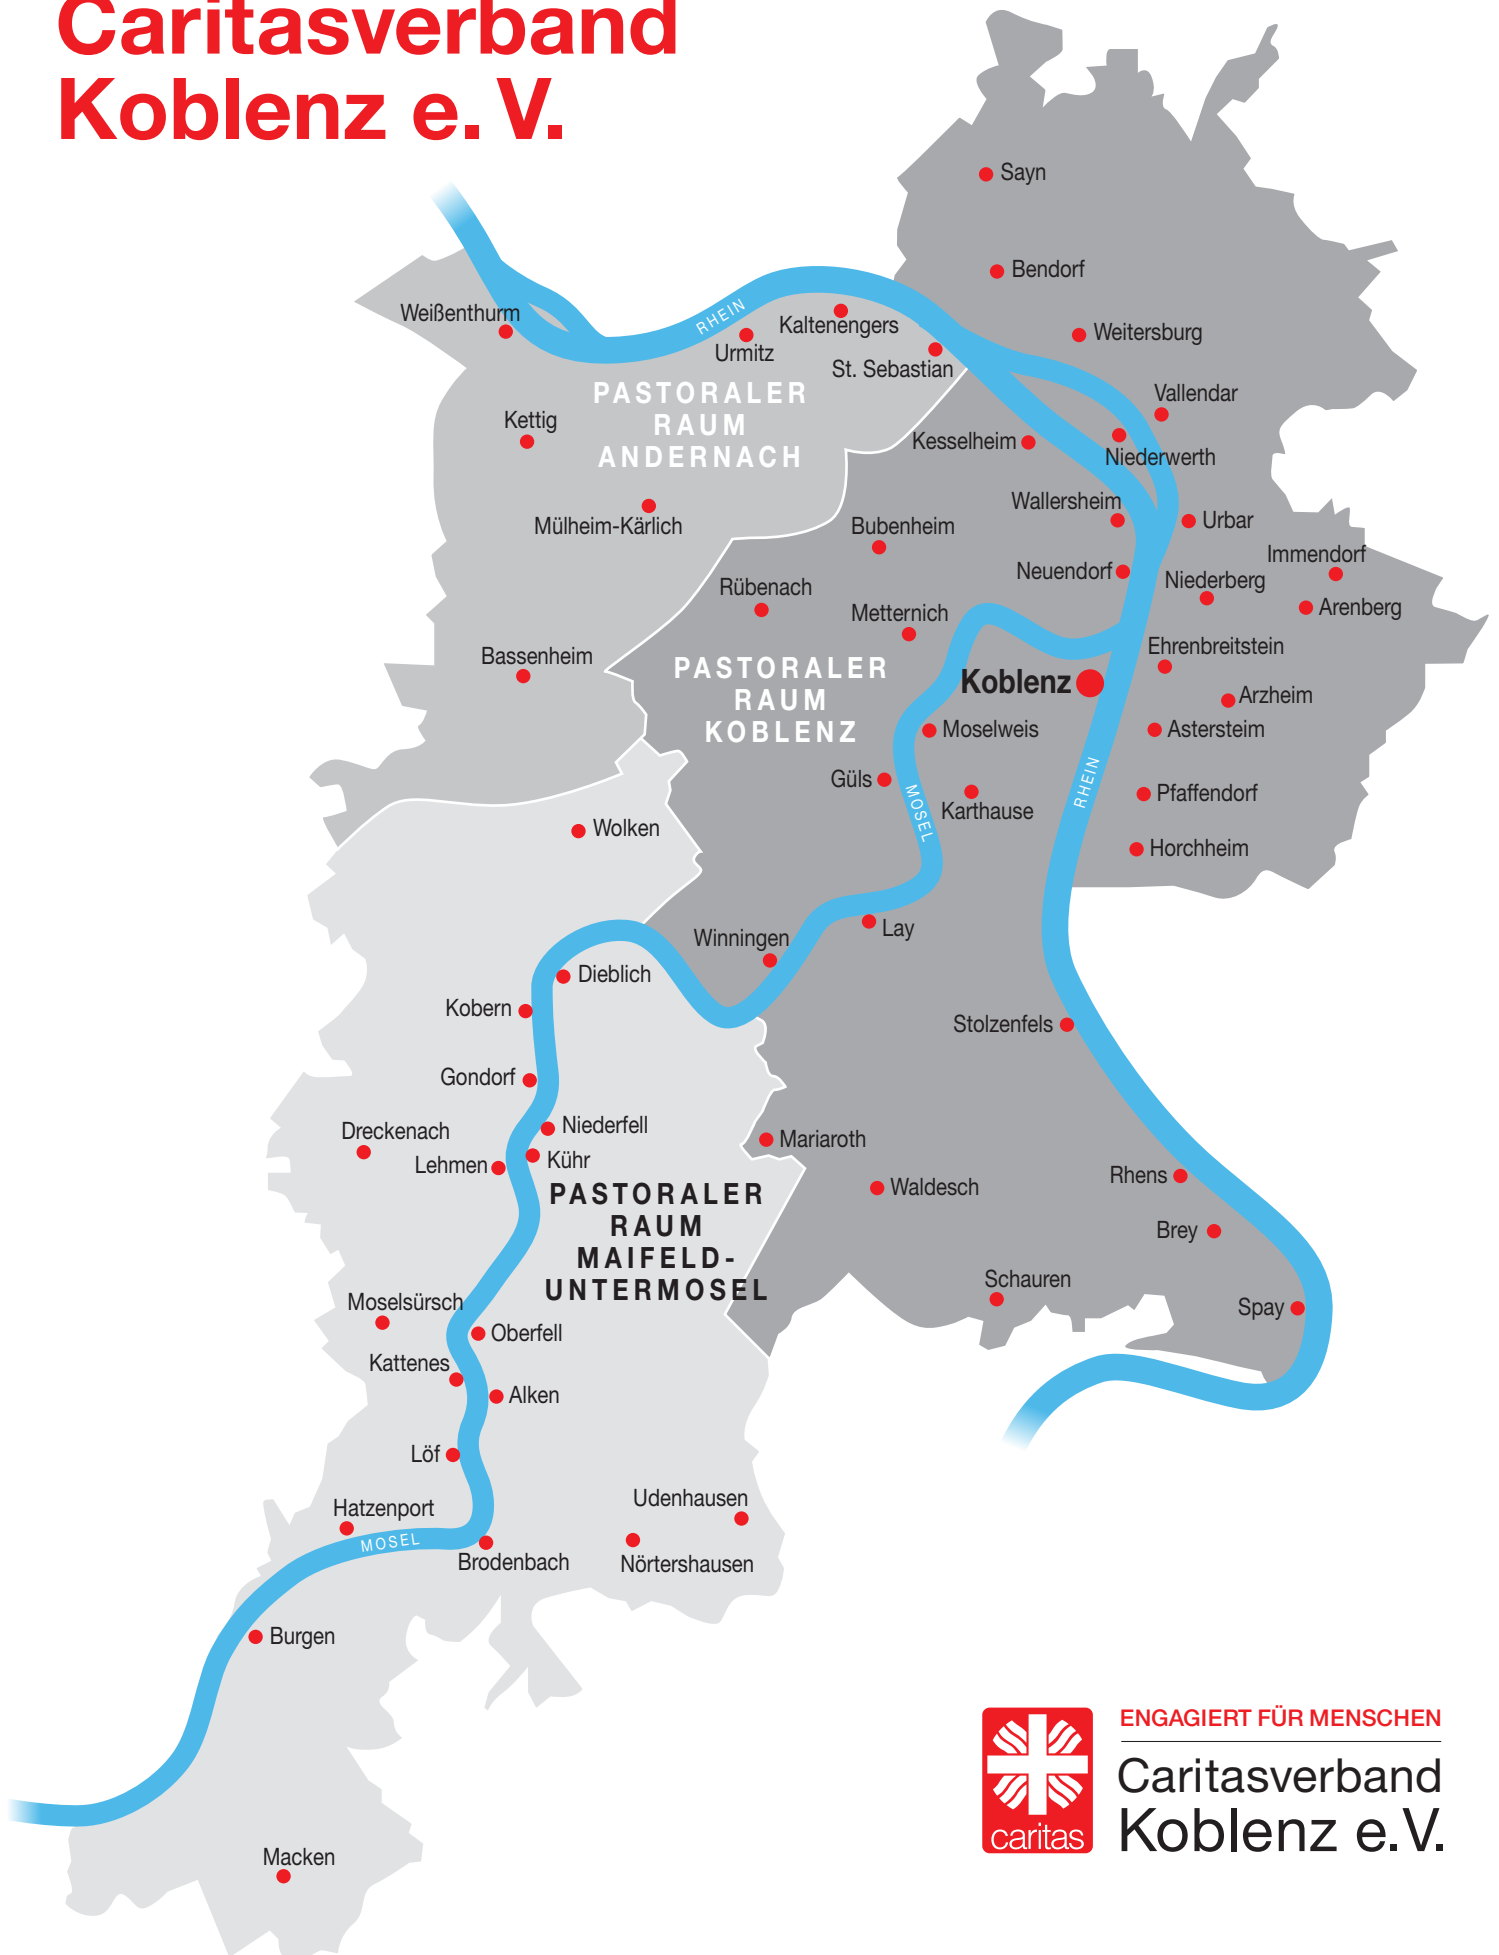 Caritasverband
Koblenz e. V.
Sayn
Bendorf
Weißenthurm
RHEIN
Kaltenengers
Urmitz
St. Sebastian
Weitersburg
PASTORALER
RAUM
ANDERNACH
Vallendar
Kettig
Kesselheim
Niederwerth
Mülheim-Kärlich
Wallersheim
Bubenheim
Urbar
Immendorf
Neuendorf
Niederberg
Rübenach
Arenberg
Metternich
Ehrenbreitstein
Bassenheim
PASTORALER
RAUM
KOBLENZ
Koblenz
Arzheim
Moselweis
Astersteim
Güls
MOSEL
Karthause
RHEIN
Pfaffendorf
Wolken
Horchheim
Lay
Winningen
Dieblich
Kobern
Stolzenfels
Gondorf
Niederfell
Dreckenach
Mariaroth
Lehmen
Kühr
Rhens
Waldesch
PASTORALER
RAUM
MAIFELD-
UNTERMOSEL
Brey
Schauren
Moselsürsch
Spay
Oberfell
Kattenes
Alken
Löf
Udenhausen
Hatzenport
MOSEL
Brodenbach
Nörtershausen
Burgen
Macken
ENGAGIERT FÜR MENSCHEN
Caritasverband
Koblenz e.V.
caritas